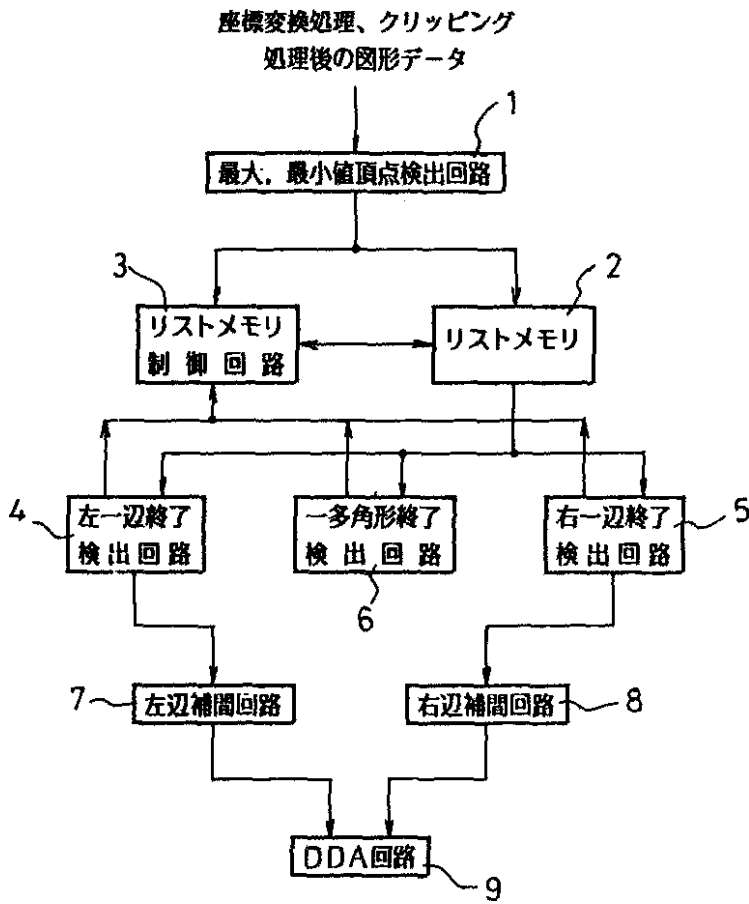 座標変換処理、クリッピング
処理後の図形データ
1
最大，最小値頂点検出回路
3
2
リストメモリ
制御回路
リストメモリ
4
左一辺終了
検出回路
一多角形終了
検出回路
6
右一辺終了
検出回路
5
7
左辺補間回路
右辺補間回路
8
DDA回路
9